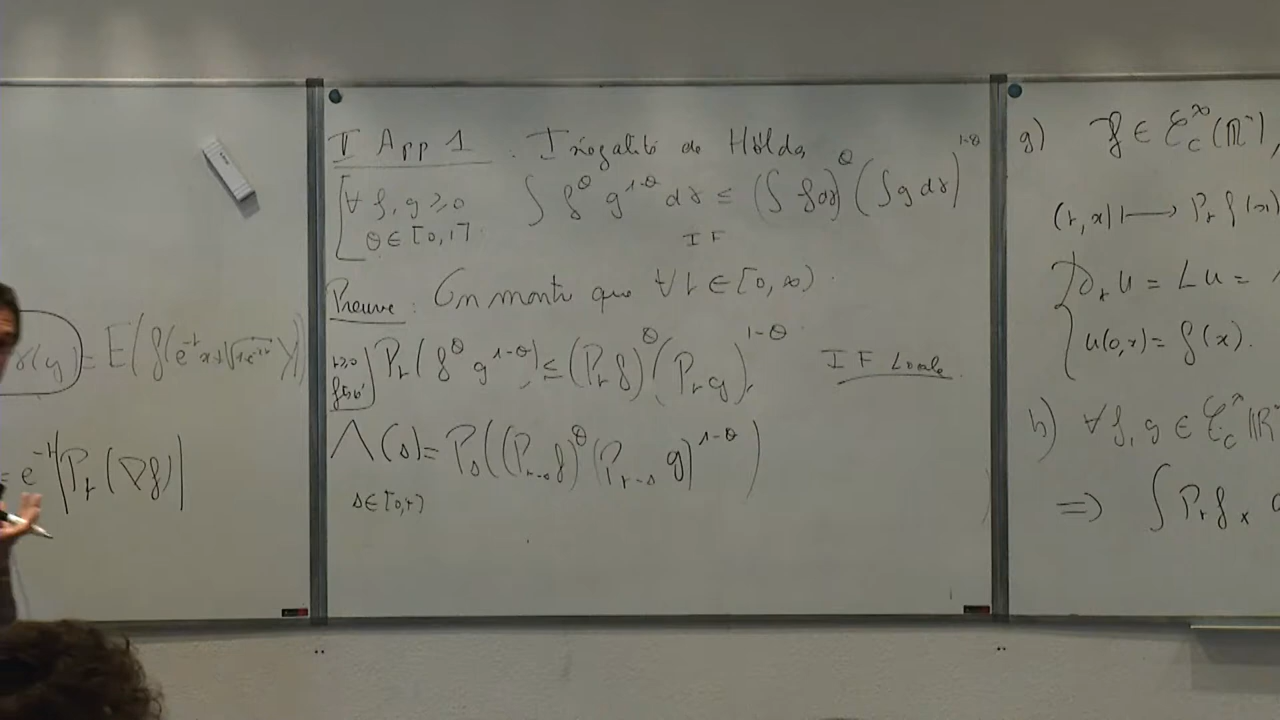 γ(y) = E(f(e^{-t}x+√(1-e^{-2t}) Y))
= e^{-t} |P_t(∇f)|
I App 1 . Inégalité de Hölder
[∀ f, g ≥ 0 ∫ f^θ g^{1-θ} dγ ≤ (∫ f dγ)^θ (∫ g dγ)^{1-θ}
θ ∈ [0,1] IF
Preuve : On montre que ∀ t ∈ [0, ∞)
t≥0 P_t(f^θ g^{1-θ}) ≤ (P_t f)^θ (P_t g)^{1-θ} IF Locale
Λ(s) = P_s((P_{t-s} f)^θ (P_{t-s} g)^{1-θ})
s ∈ [0,t]
g) f ∈ C_c^∞(ℝ^n),
(t, x) ⟼ P_t f(x)
∂_t u = Lu =
u(0,x) = f(x).
h) ∀ f, g ∈ C_c^∞(ℝ^n
⇒ ∫ P_t f ×